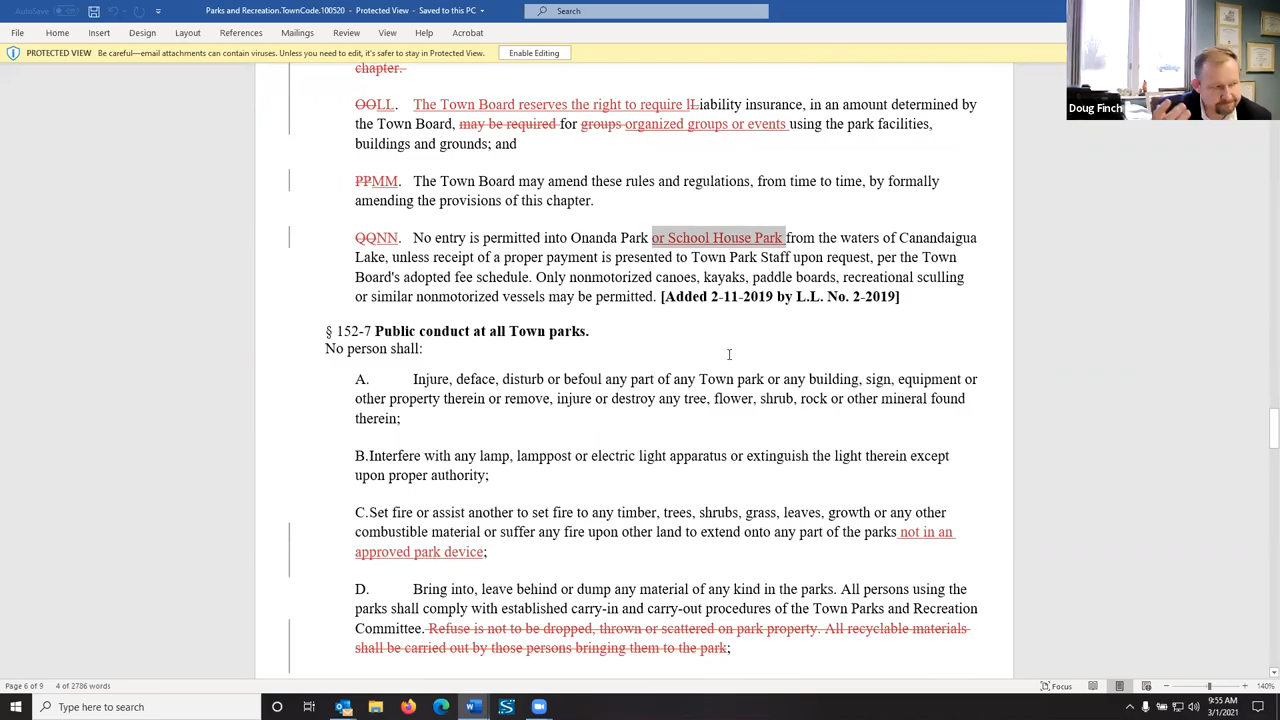 AutoSave Off
Parks and Recreation.TownCode.100520 - Protected View - Saved to this PC
Search
File Home Insert Design Layout References Mailings Review View Help Acrobat
PROTECTED VIEW Be careful—email attachments can contain viruses. Unless you need to edit, it's safer to stay in Protected View. Enable Editing
Doug Finch
chapter.
OOLL. The Town Board reserves the right to require lLiability insurance, in an amount determined by
the Town Board, may be required for groups organized groups or events using the park facilities,
buildings and grounds; and
PPMM. The Town Board may amend these rules and regulations, from time to time, by formally
amending the provisions of this chapter.
QQNN. No entry is permitted into Onanda Park or School House Park from the waters of Canandaigua
Lake, unless receipt of a proper payment is presented to Town Park Staff upon request, per the Town
Board's adopted fee schedule. Only nonmotorized canoes, kayaks, paddle boards, recreational sculling
or similar nonmotorized vessels may be permitted. [Added 2-11-2019 by L.L. No. 2-2019]
§ 152-7 Public conduct at all Town parks.
No person shall:
A. Injure, deface, disturb or befoul any part of any Town park or any building, sign, equipment or
other property therein or remove, injure or destroy any tree, flower, shrub, rock or other mineral found
therein;
B.Interfere with any lamp, lamppost or electric light apparatus or extinguish the light therein except
upon proper authority;
C.Set fire or assist another to set fire to any timber, trees, shrubs, grass, leaves, growth or any other
combustible material or suffer any fire upon other land to extend onto any part of the parks not in an
approved park device;
D. Bring into, leave behind or dump any material of any kind in the parks. All persons using the
parks shall comply with established carry-in and carry-out procedures of the Town Parks and Recreation
Committee. Refuse is not to be dropped, thrown or scattered on park property. All recyclable materials
shall be carried out by those persons bringing them to the park;
Page 6 of 9 4 of 2786 words Focus 140%
Type here to search
9:55 AM
3/1/2021